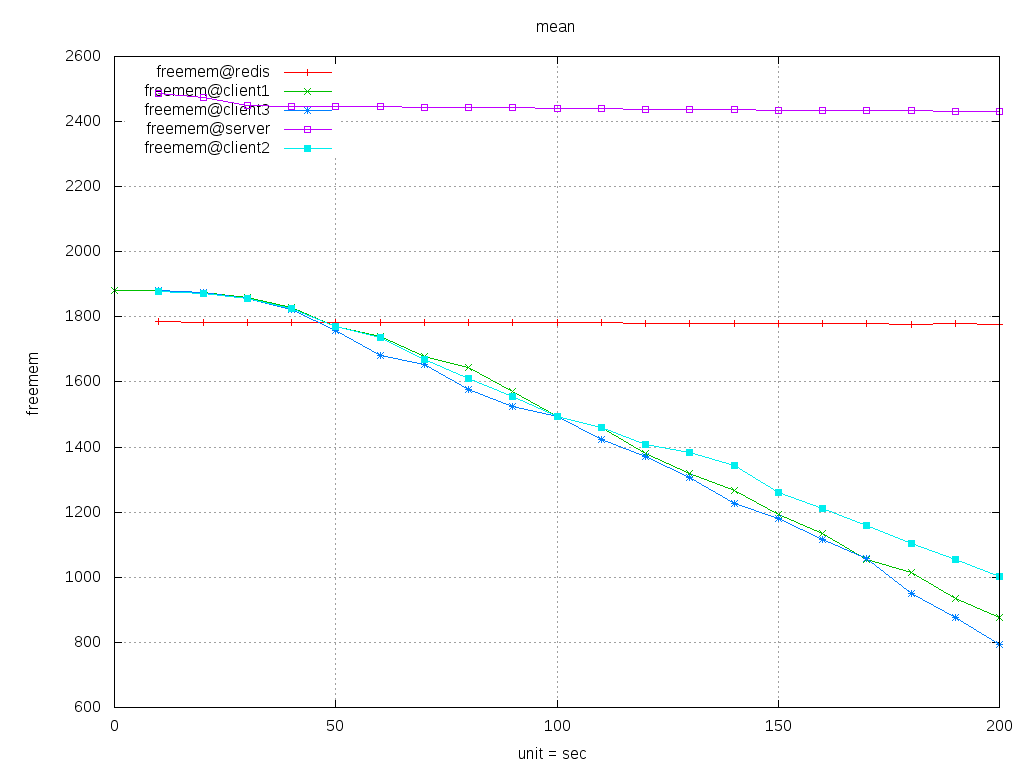 mean
2600
2400
2200
2000
1800
1600
1400
1200
1000
800
600
freemem
freemem@redis
freemem@client1
freemem@client3
freemem@server
freemem@client2
0
50
100
150
200
unit = sec